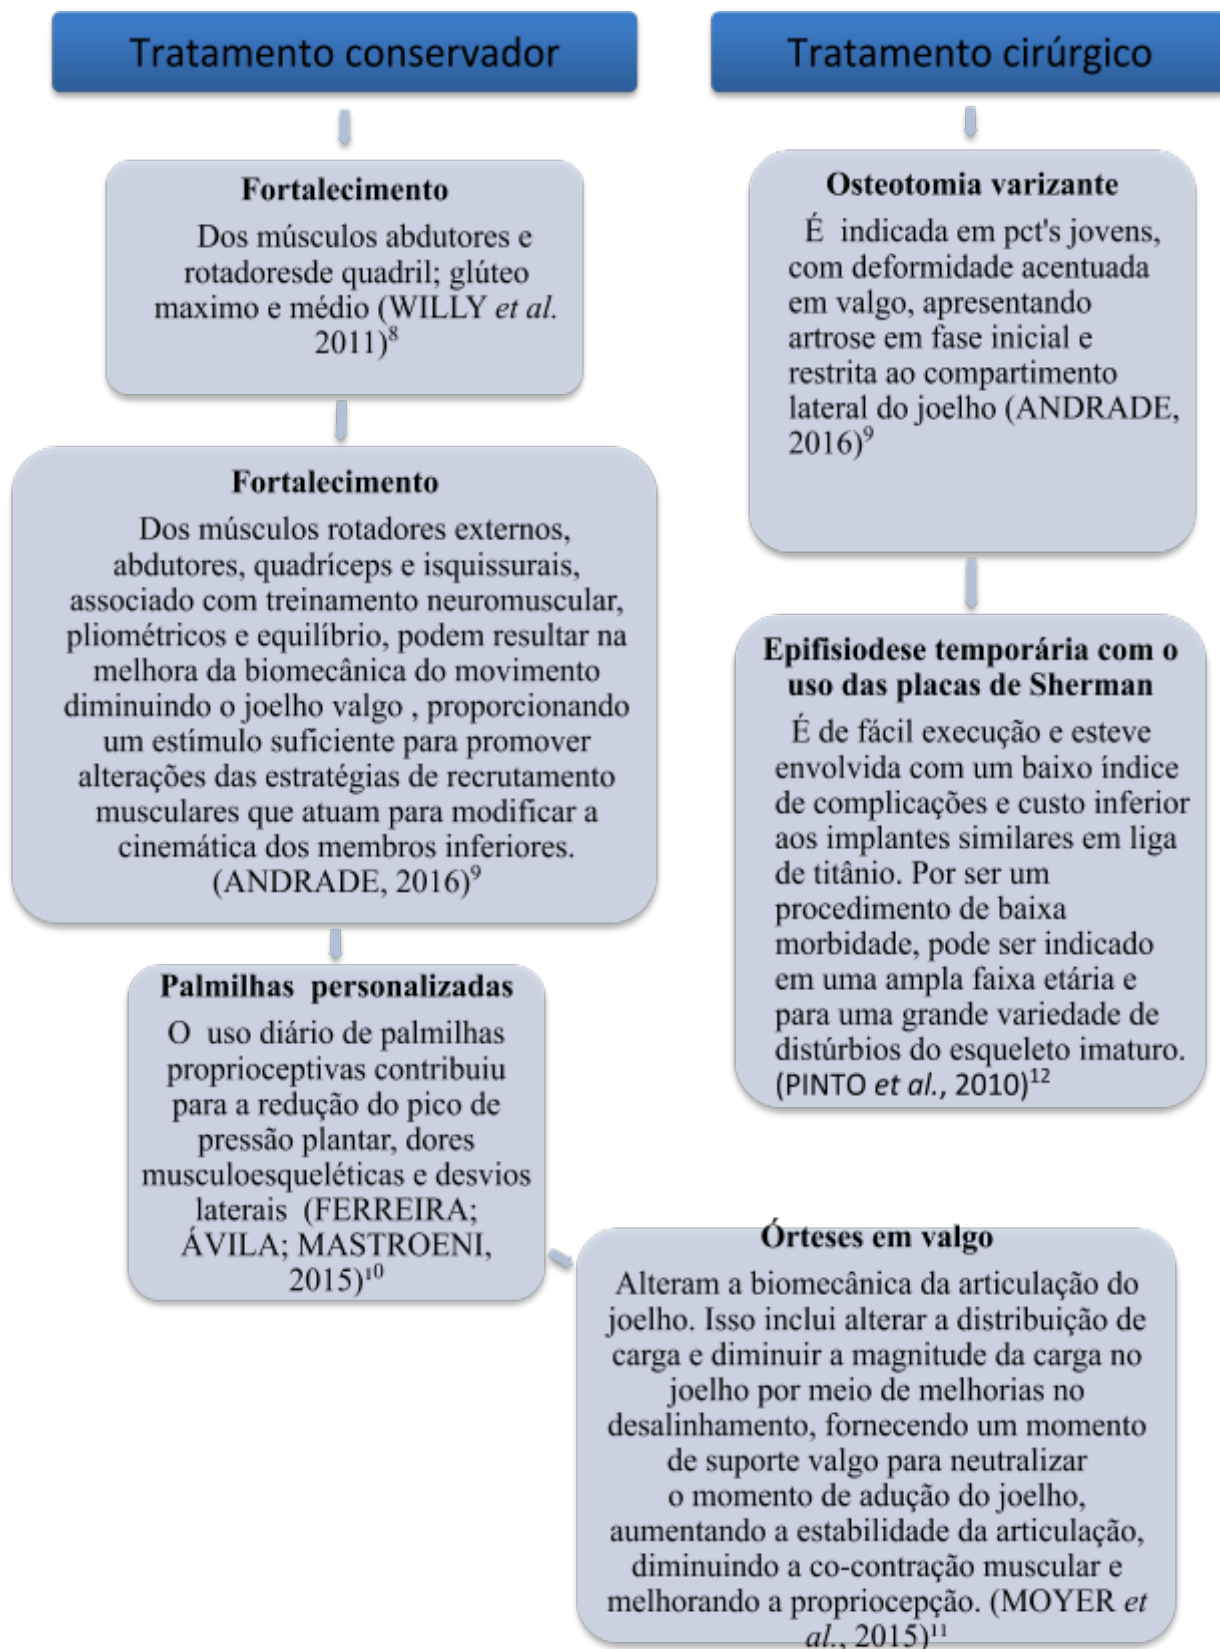 Tratamento conservador
Fortalecimento
Dos músculos abdutores e
rotadoresde quadril; glúteo
maximo e médio (WILLY et al.
2011)⁸
Fortalecimento
Dos músculos rotadores externos,
abdutores, quadríceps e isquissurais,
associado com treinamento neuromuscular,
pliométricos e equilíbrio, podem resultar na
melhora da biomecânica do movimento
diminuindo o joelho valgo , proporcionando
um estímulo suficiente para promover
alterações das estratégias de recrutamento
musculares que atuam para modificar a
cinemática dos membros inferiores.
(ANDRADE, 2016)⁹
Palmilhas personalizadas
O uso diário de palmilhas
proprioceptivas contribuiu
para a redução do pico de
pressão plantar, dores
musculoesqueléticas e desvios
laterais (FERREIRA;
ÁVILA; MASTROENI,
2015)¹⁰
Órteses em valgo
Alteram a biomecânica da articulação do
joelho. Isso inclui alterar a distribuição de
carga e diminuir a magnitude da carga no
joelho por meio de melhorias no
desalinhamento, fornecendo um momento
de suporte valgo para neutralizar
o momento de adução do joelho,
aumentando a estabilidade da articulação,
diminuindo a co-contração muscular e
melhorando a propriocepção. (MOYER et
al., 2015)¹¹
Tratamento cirúrgico
Osteotomia varizante
É indicada em pct's jovens,
com deformidade acentuada
em valgo, apresentando
artrose em fase inicial e
restrita ao compartimento
lateral do joelho (ANDRADE,
2016)⁹
Epifisiodese temporária com o
uso das placas de Sherman
É de fácil execução e esteve
envolvida com um baixo índice
de complicações e custo inferior
aos implantes similares em liga
de titânio. Por ser um
procedimento de baixa
morbidade, pode ser indicado
em uma ampla faixa etária e
para uma grande variedade de
distúrbios do esqueleto imaturo.
(PINTO et al., 2010)¹²